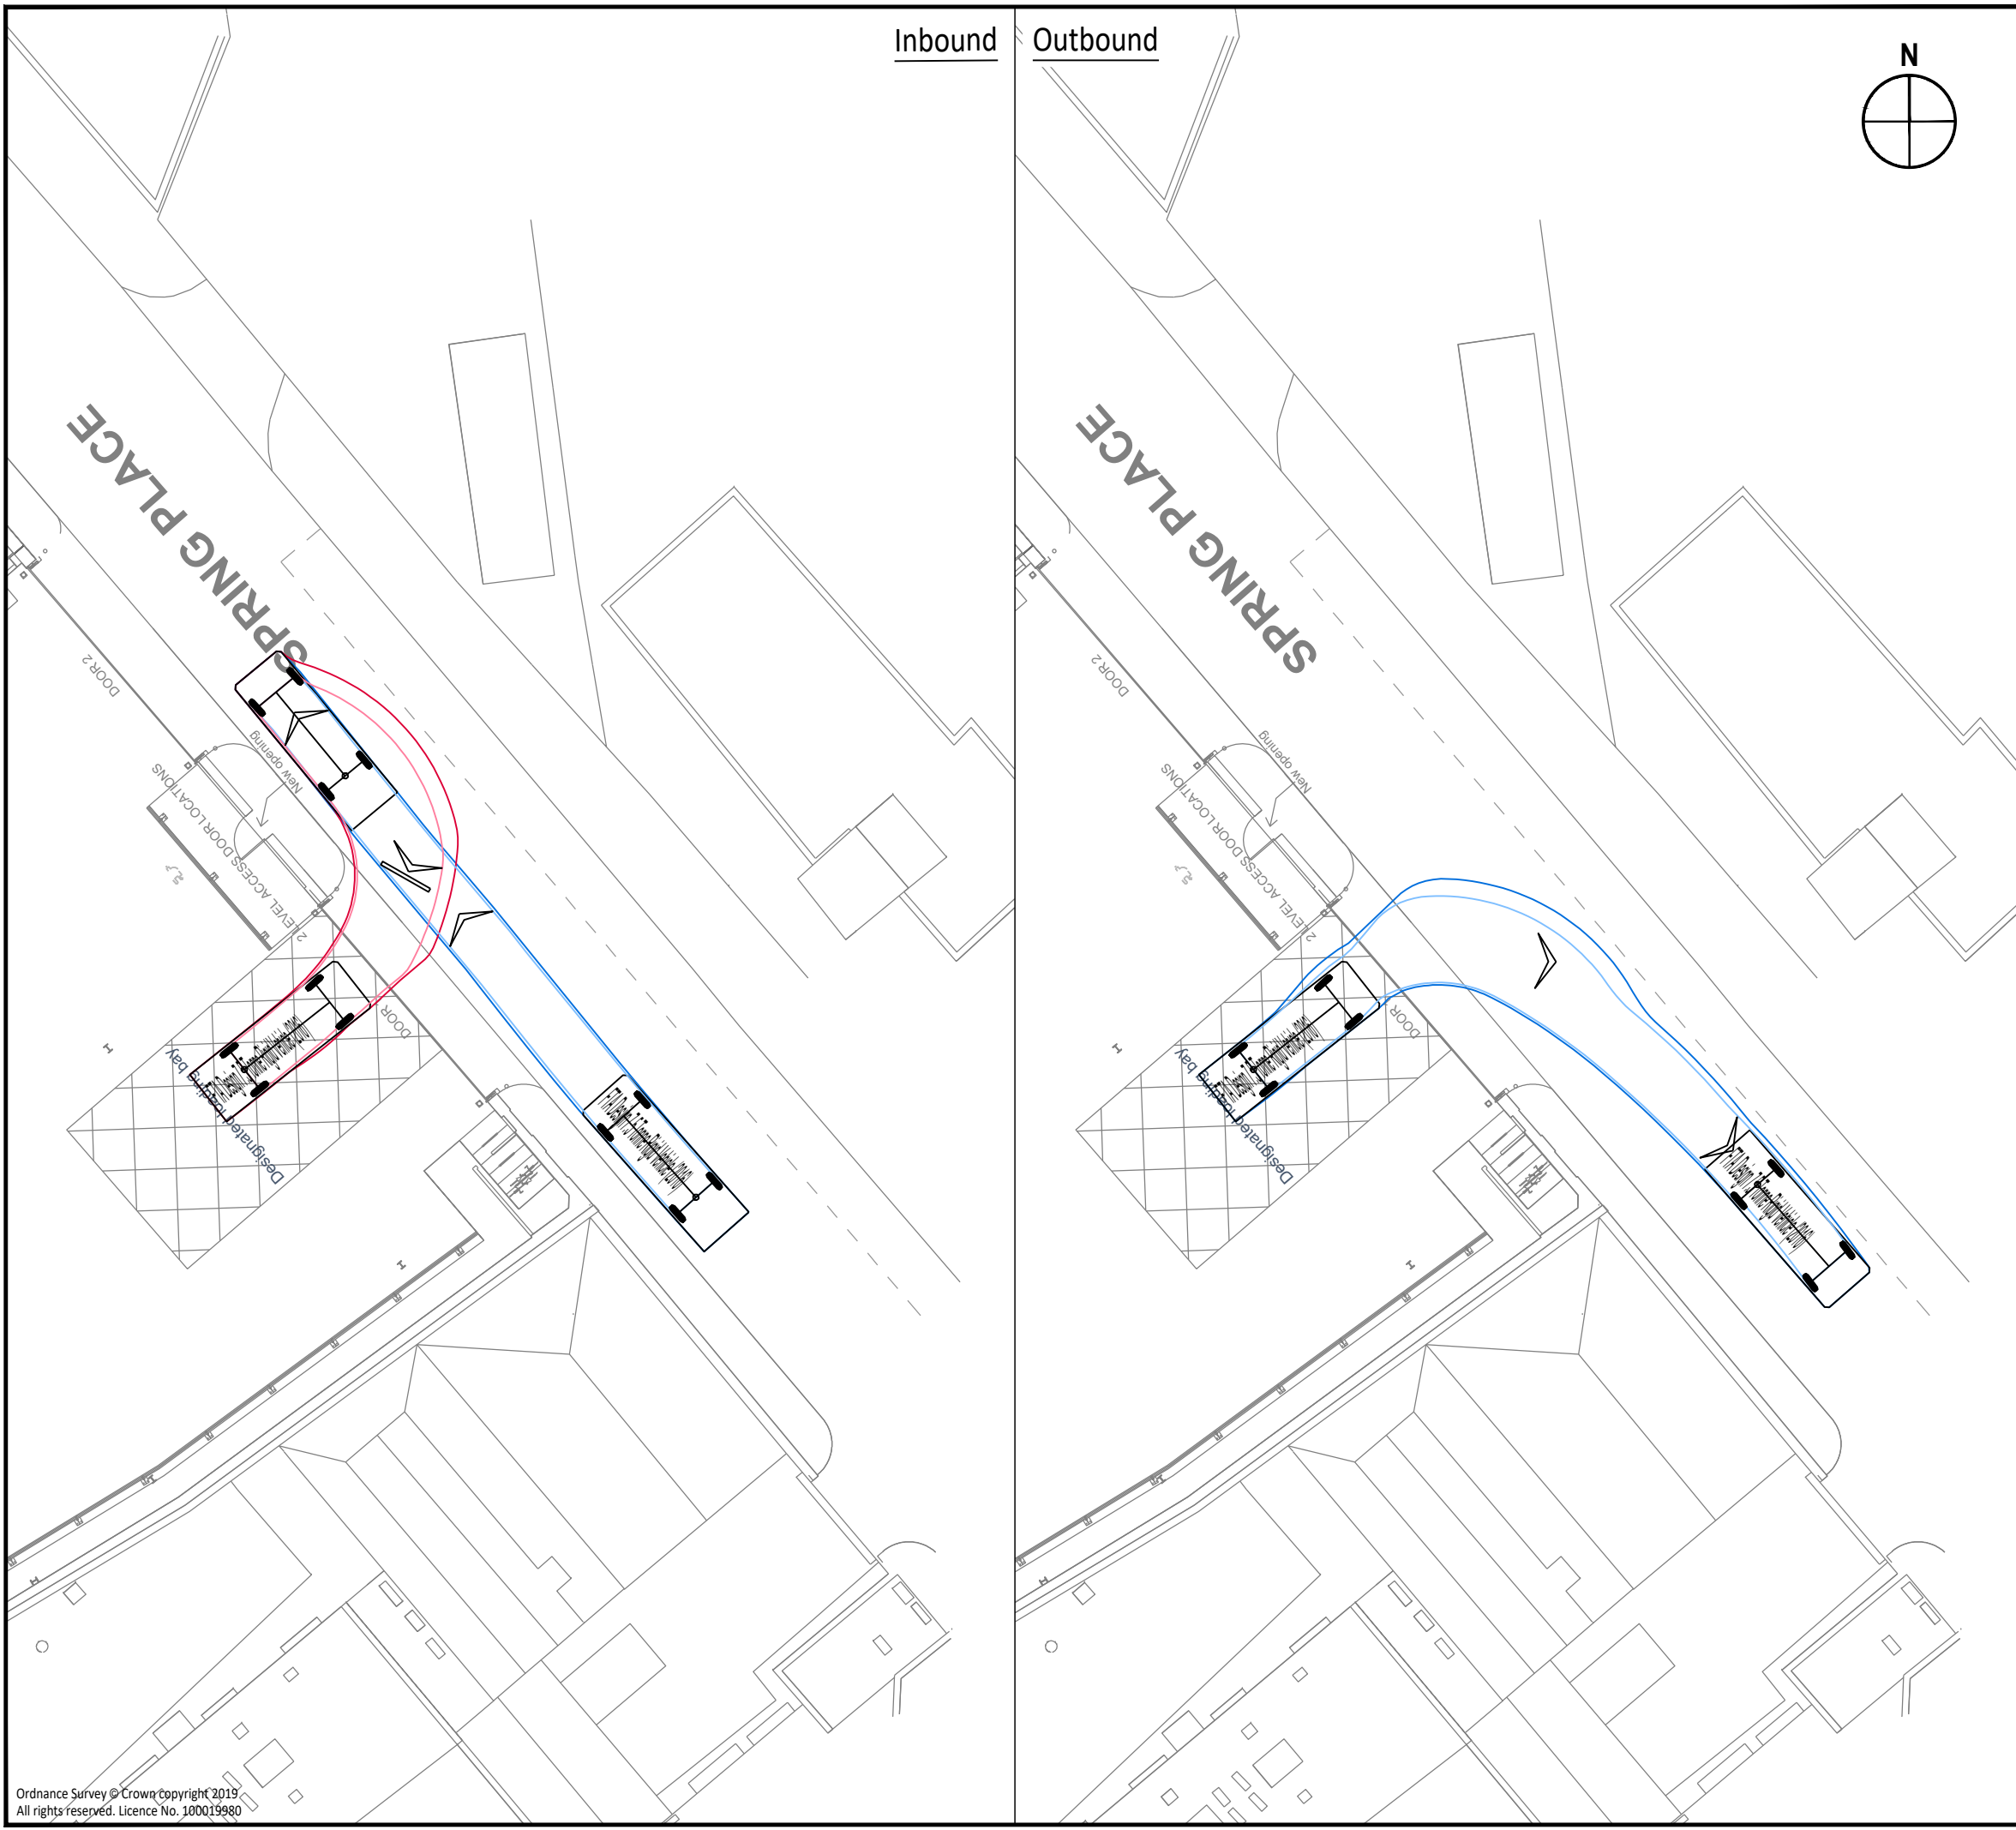 Inbound
Outbound
N
SPRING PLACE
DOOR 2
New opening
2 LEVEL ACCESS DOOR LOCATIONS
DOOR
Designated loading bay
SPRING PLACE
DOOR 2
New opening
2 LEVEL ACCESS DOOR LOCATIONS
DOOR
Designated loading bay
Ordnance Survey © Crown copyright 2019
All rights reserved. Licence No. 100019980